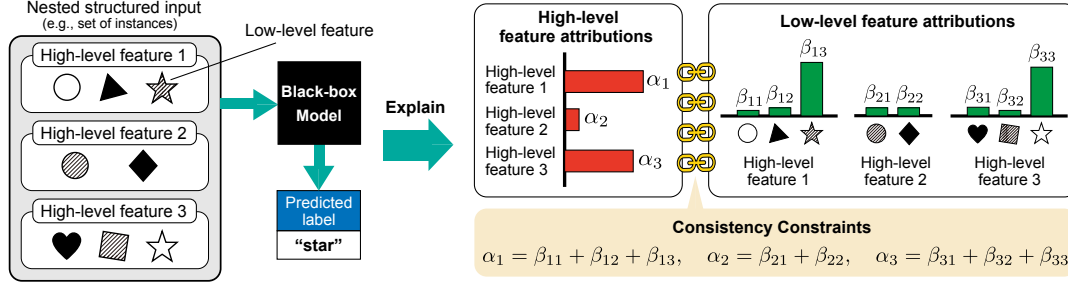 Nested structured input
(e.g., set of instances)
High-level feature 1
High-level feature 2
High-level feature 3
Low-level feature
Black-box
Model
Predicted
label
“star”
Explain
High-level
feature attributions
High-level
feature 1
α₁
High-level
feature 2
α₂
High-level
feature 3
α₃
Low-level feature attributions
β₁₁ β₁₂ β₁₃
High-level
feature 1
β₂₁ β₂₂
High-level
feature 2
β₃₁ β₃₂ β₃₃
High-level
feature 3
Consistency Constraints
α₁ = β₁₁ + β₁₂ + β₁₃, α₂ = β₂₁ + β₂₂, α₃ = β₃₁ + β₃₂ + β₃₃